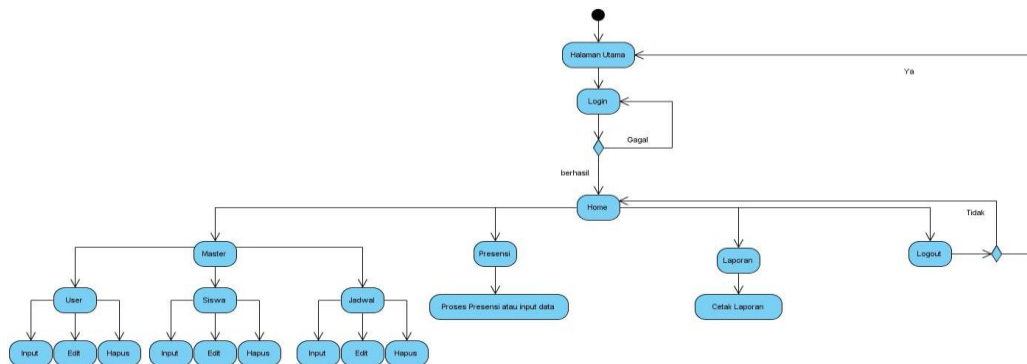 Halaman Utama
Ya
Login
Gagal
berhasil
Home
Tidak
Master
Presensi
Laporan
Logout
User
Siswa
Jadwal
Proses Presensi atau input data
Cetak Laporan
Input
Edit
Hapus
Input
Edit
Hapus
Input
Edit
Hapus